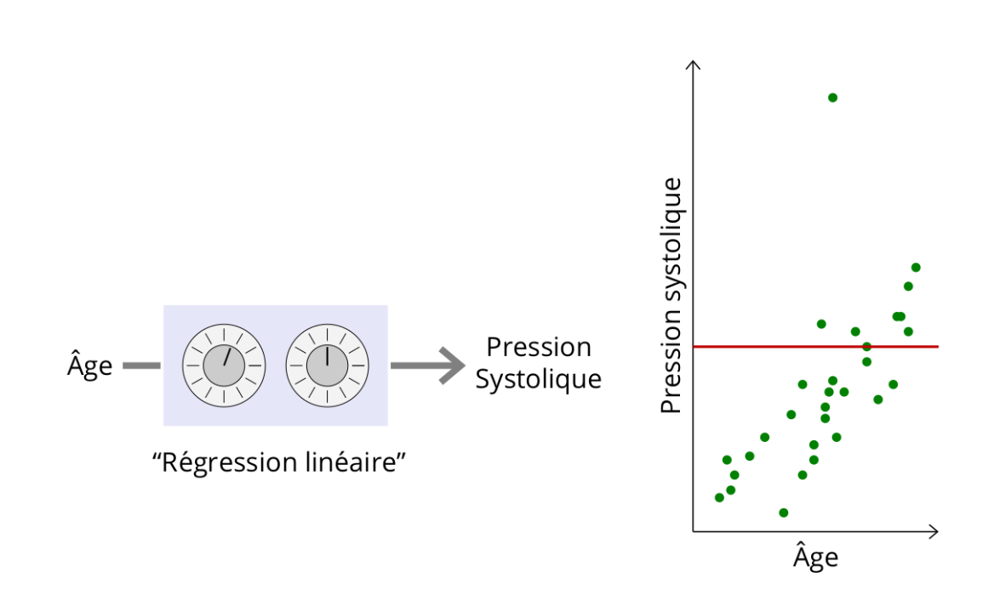 Âge
Pression
Systolique
“Régression linéaire”
Pression systolique
Âge